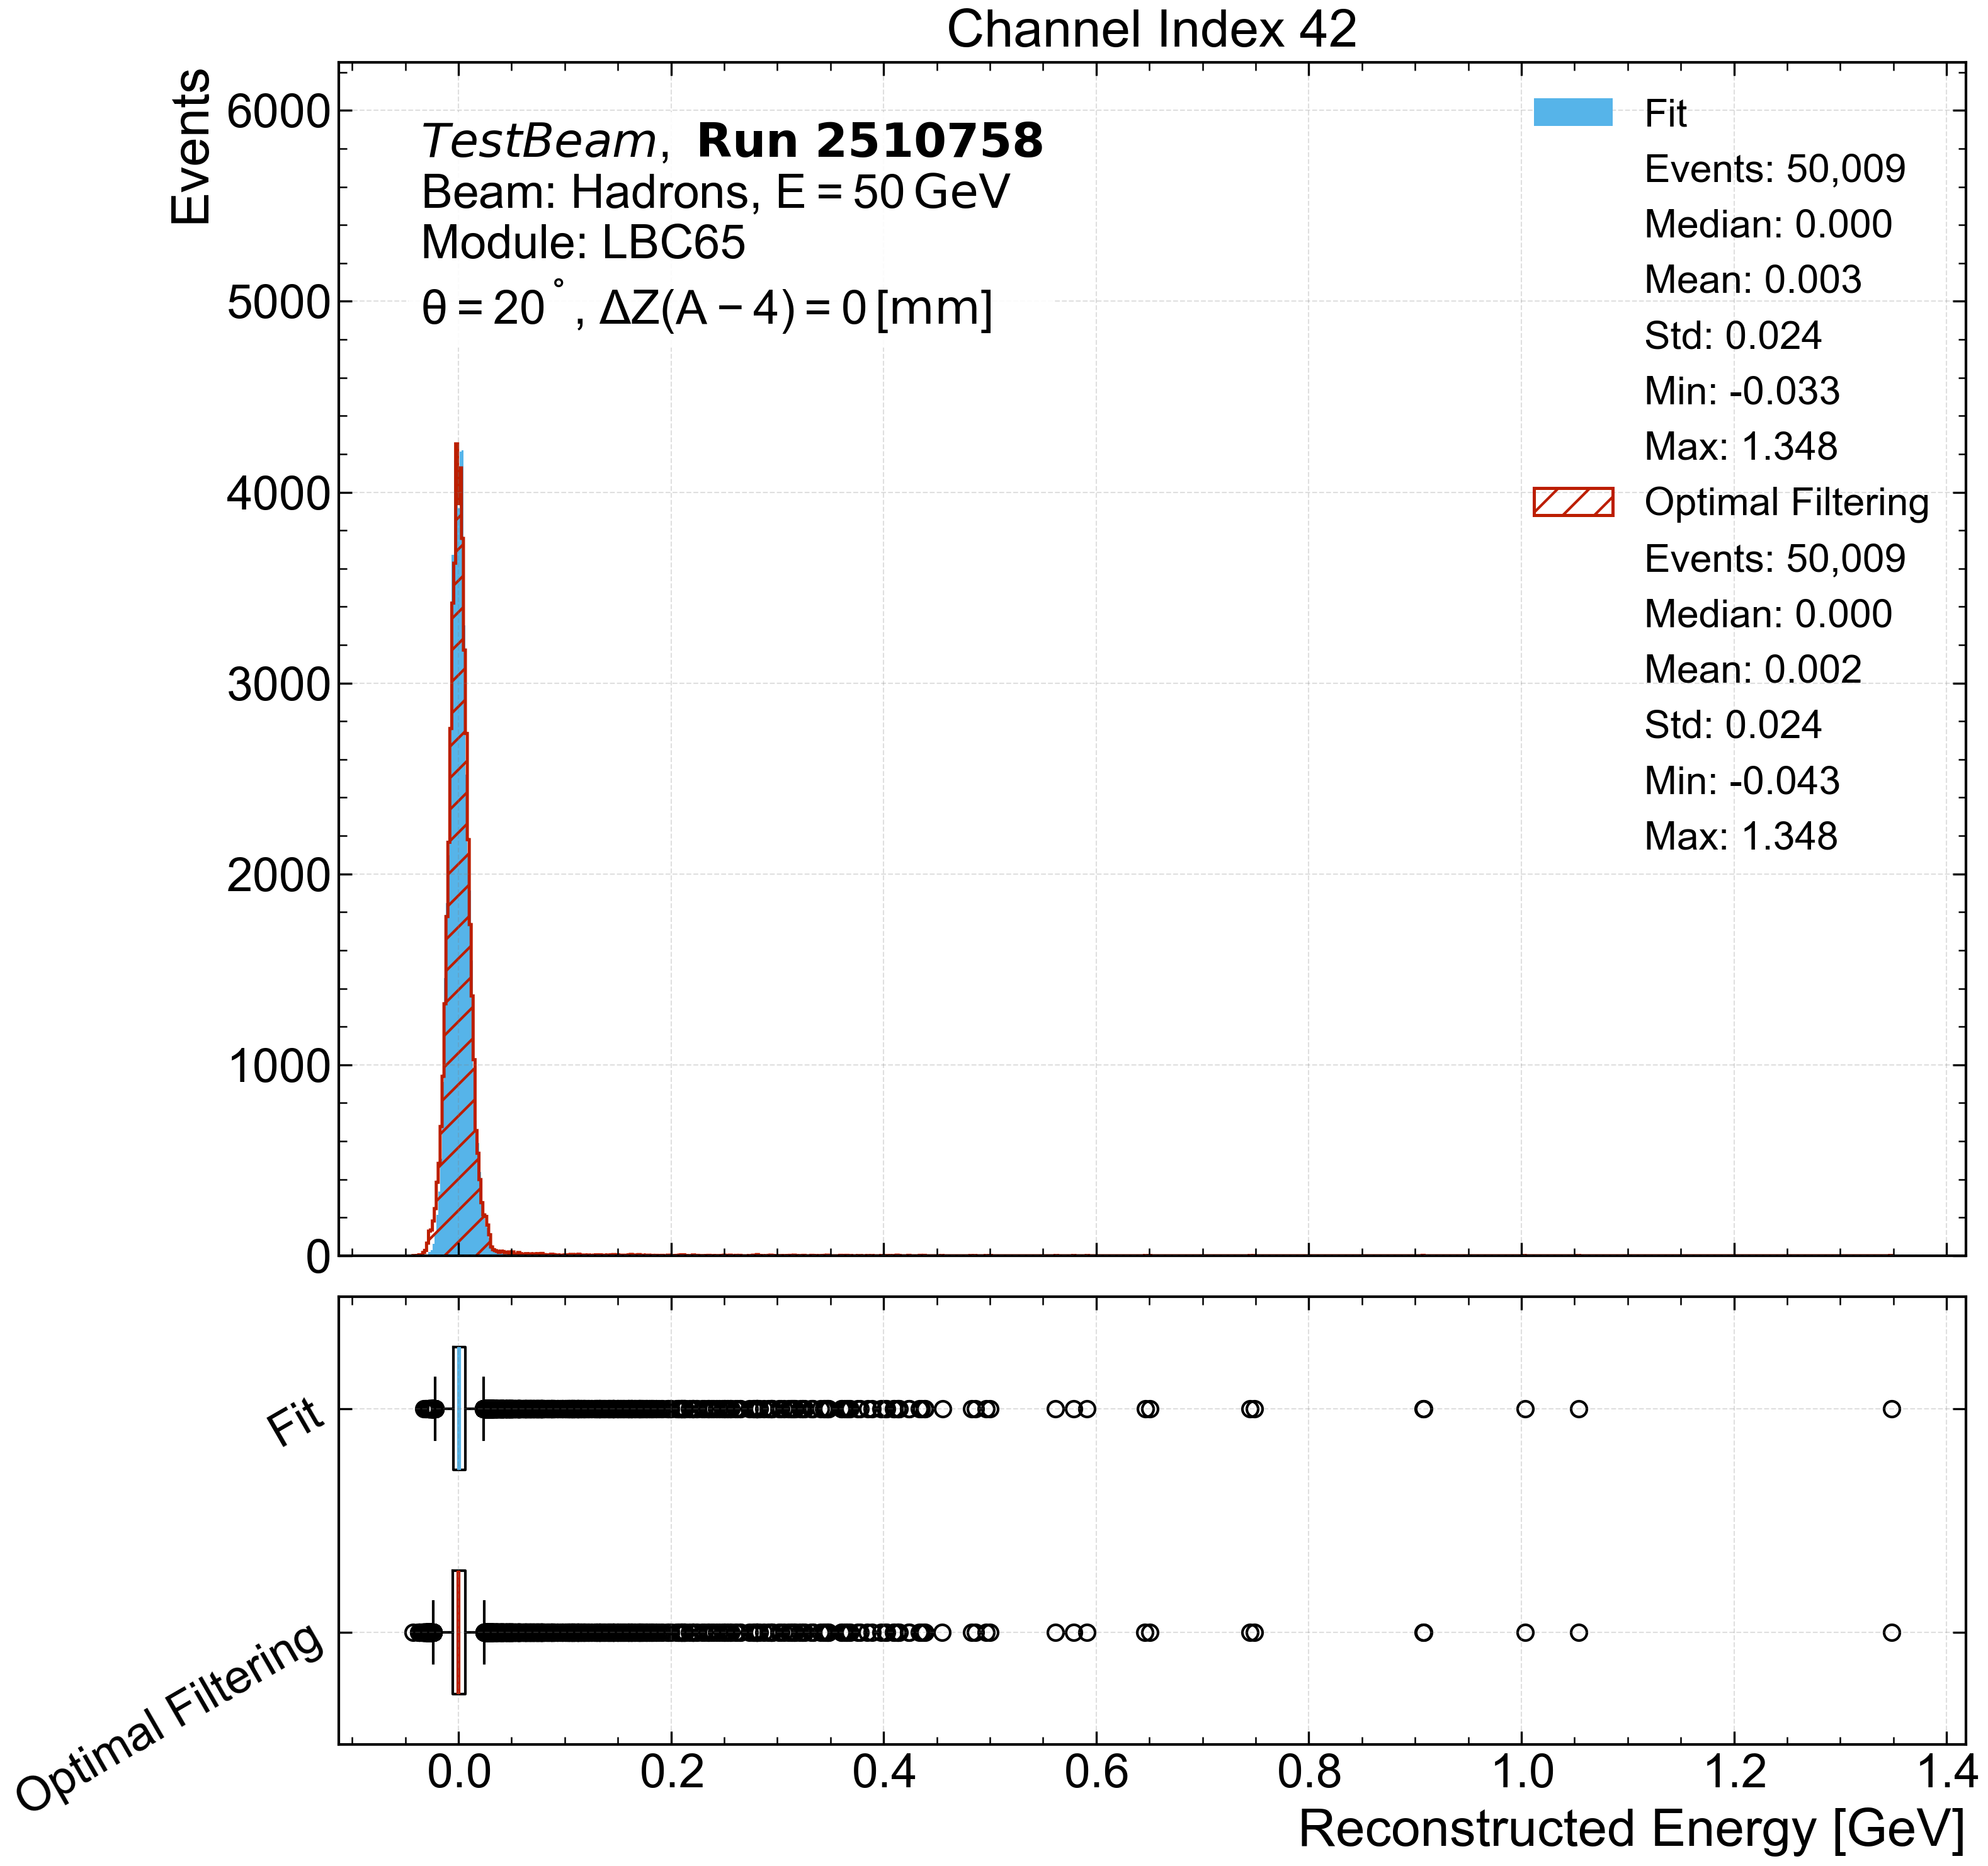 Channel Index 42
Events
6000
5000
4000
3000
2000
1000
0
TestBeam, Run 2510758
Beam: Hadrons, E = 50 GeV
Module: LBC65
θ = 20°, ΔZ(A − 4) = 0 [mm]
Fit
Events: 50,009
Median: 0.000
Mean: 0.003
Std: 0.024
Min: -0.033
Max: 1.348
Optimal Filtering
Events: 50,009
Median: 0.000
Mean: 0.002
Std: 0.024
Min: -0.043
Max: 1.348
Fit
Optimal Filtering
0.0 0.2 0.4 0.6 0.8 1.0 1.2 1.4
Reconstructed Energy [GeV]